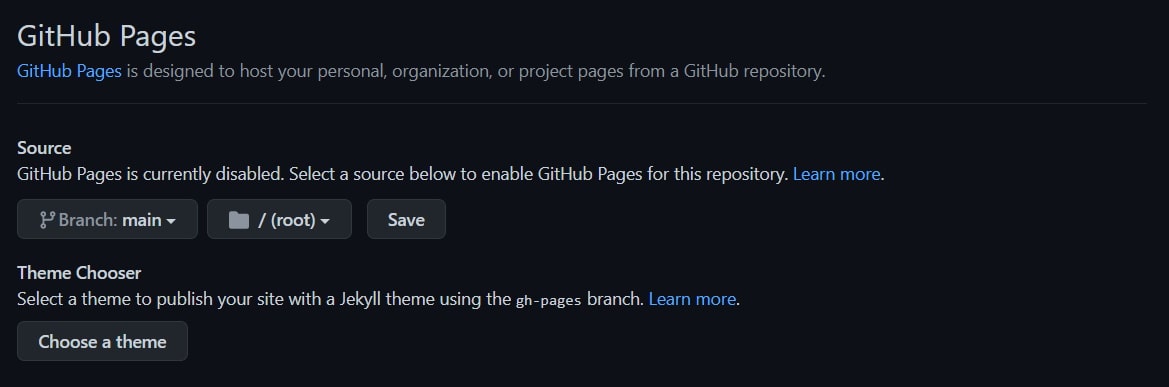 GitHub Pages
GitHub Pages is designed to host your personal, organization, or project pages from a GitHub repository.
Source
GitHub Pages is currently disabled. Select a source below to enable GitHub Pages for this repository. Learn more.
Branch: main / (root) Save
Theme Chooser
Select a theme to publish your site with a Jekyll theme using the gh-pages branch. Learn more.
Choose a theme